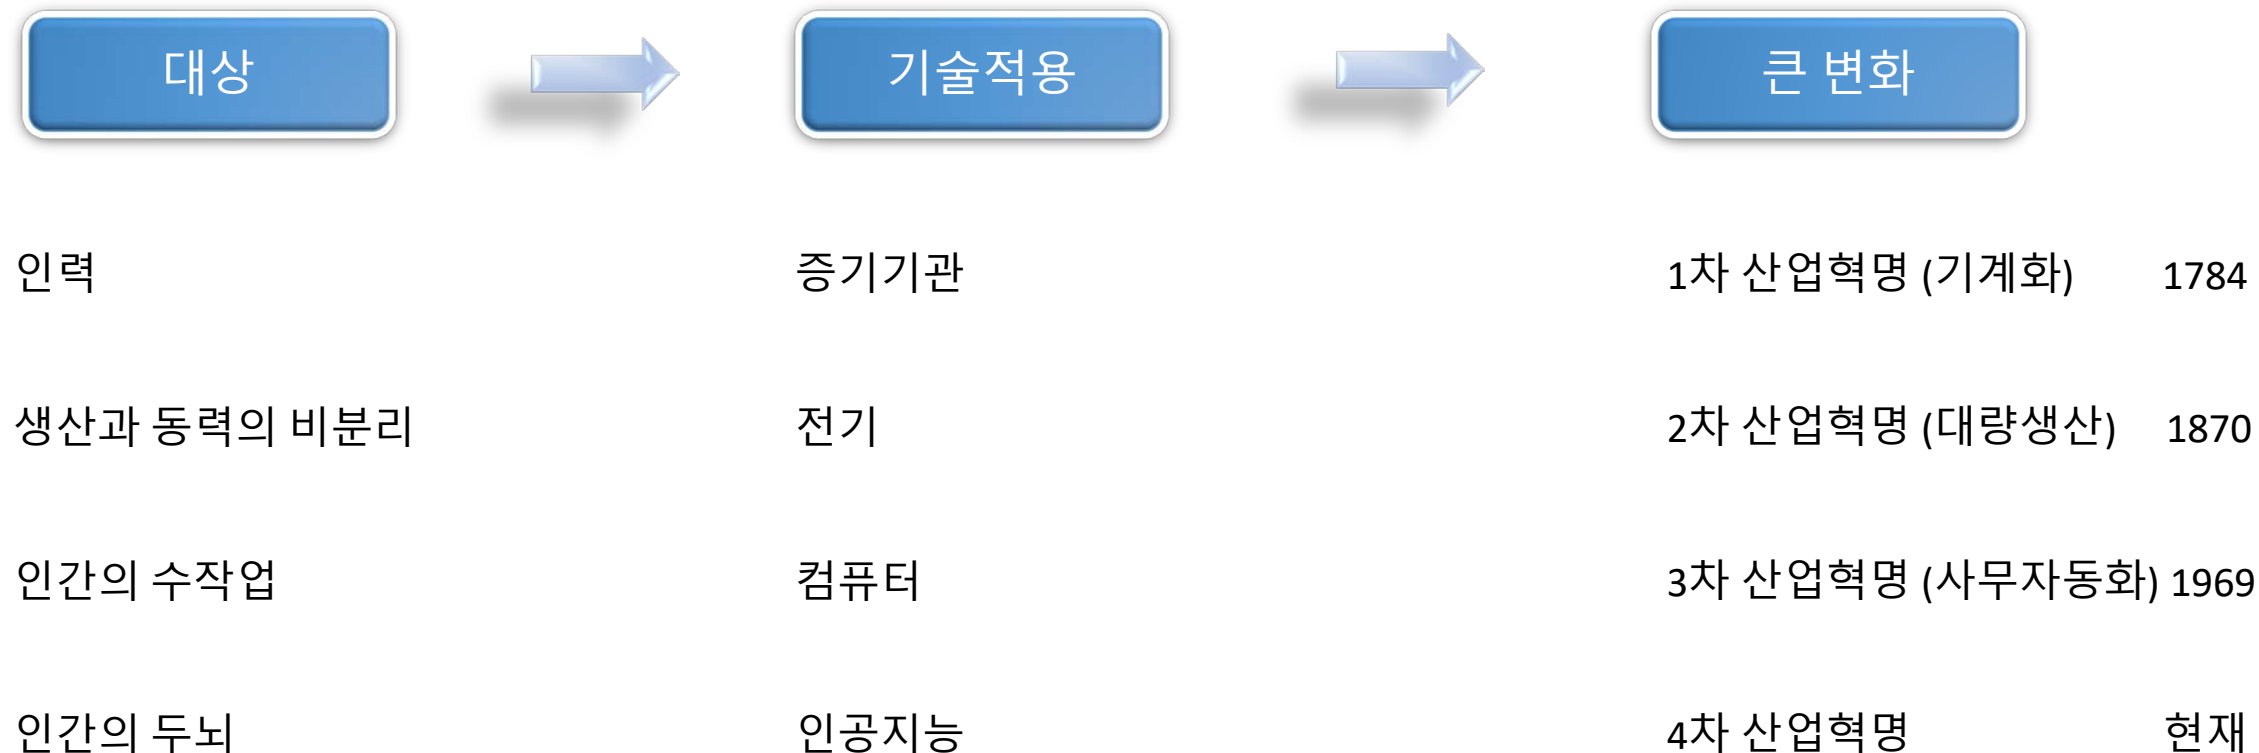 대상 기술적용 큰 변화
인력 증기기관 1차 산업혁명 (기계화) 1784
생산과 동력의 비분리 전기 2차 산업혁명 (대량생산) 1870
인간의 수작업 컴퓨터 3차 산업혁명 (사무자동화) 1969
인간의 두뇌 인공지능 4차 산업혁명 현재